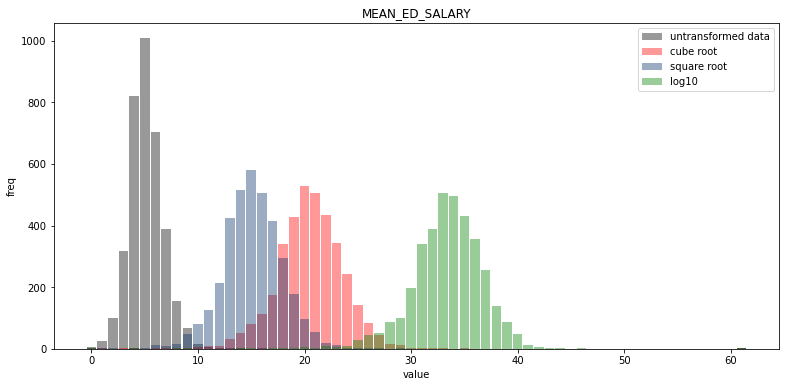 MEAN_ED_SALARY
untransformed data
cube root
square root
log10
1000
800
600
400
200
0
freq
0 10 20 30 40 50 60
value